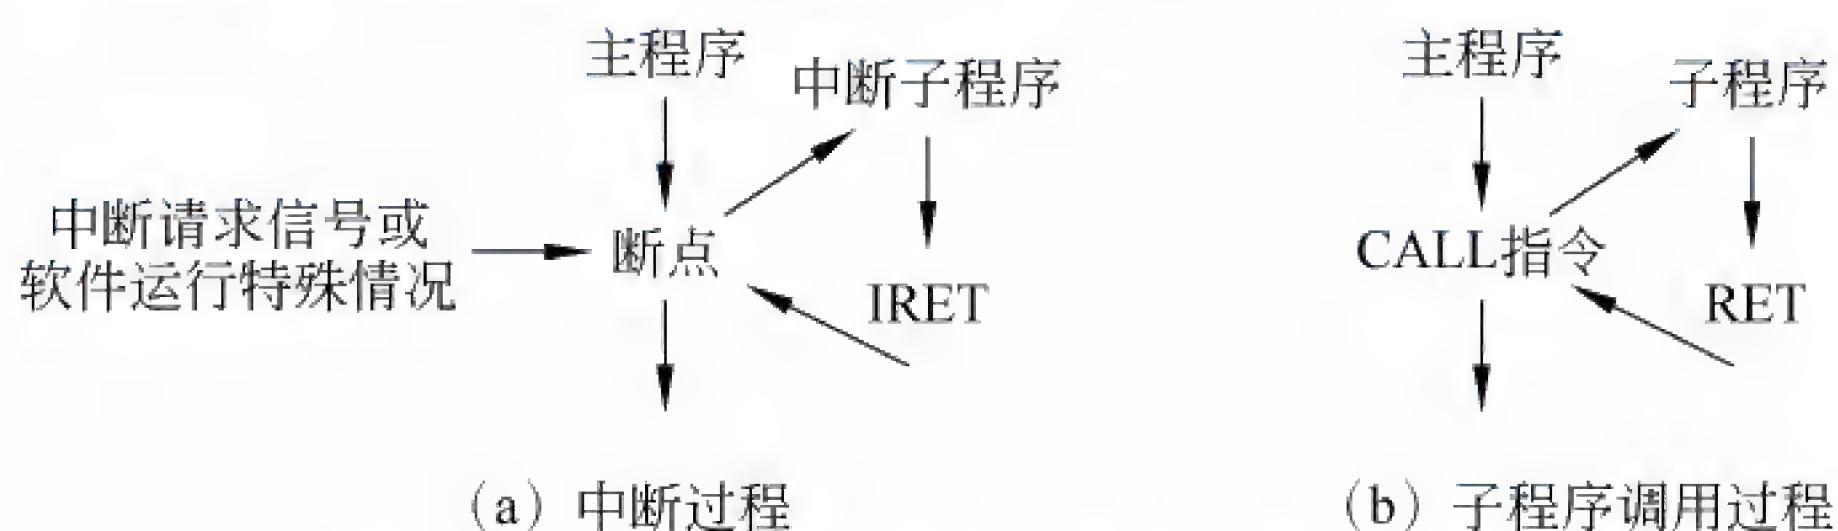 主程序
中断子程序
中断请求信号或
软件运行特殊情况
断点
IRET
(a) 中断过程
主程序
子程序
CALL指令
RET
(b) 子程序调用过程